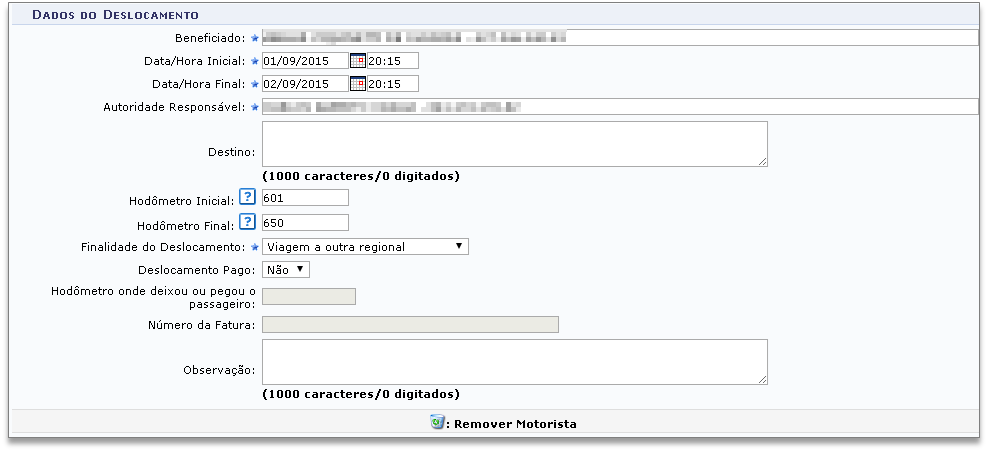 Dados do Deslocamento
Beneficiado:
Data/Hora Inicial: 01/09/2015 20:15
Data/Hora Final: 02/09/2015 20:15
Autoridade Responsável:
Destino:
(1000 caracteres/0 digitados)
Hodômetro Inicial: ? 601
Hodômetro Final: ? 650
Finalidade do Deslocamento: Viagem a outra regional
Deslocamento Pago: Não
Hodômetro onde deixou ou pegou o
passageiro:
Número da Fatura:
Observação:
(1000 caracteres/0 digitados)
: Remover Motorista